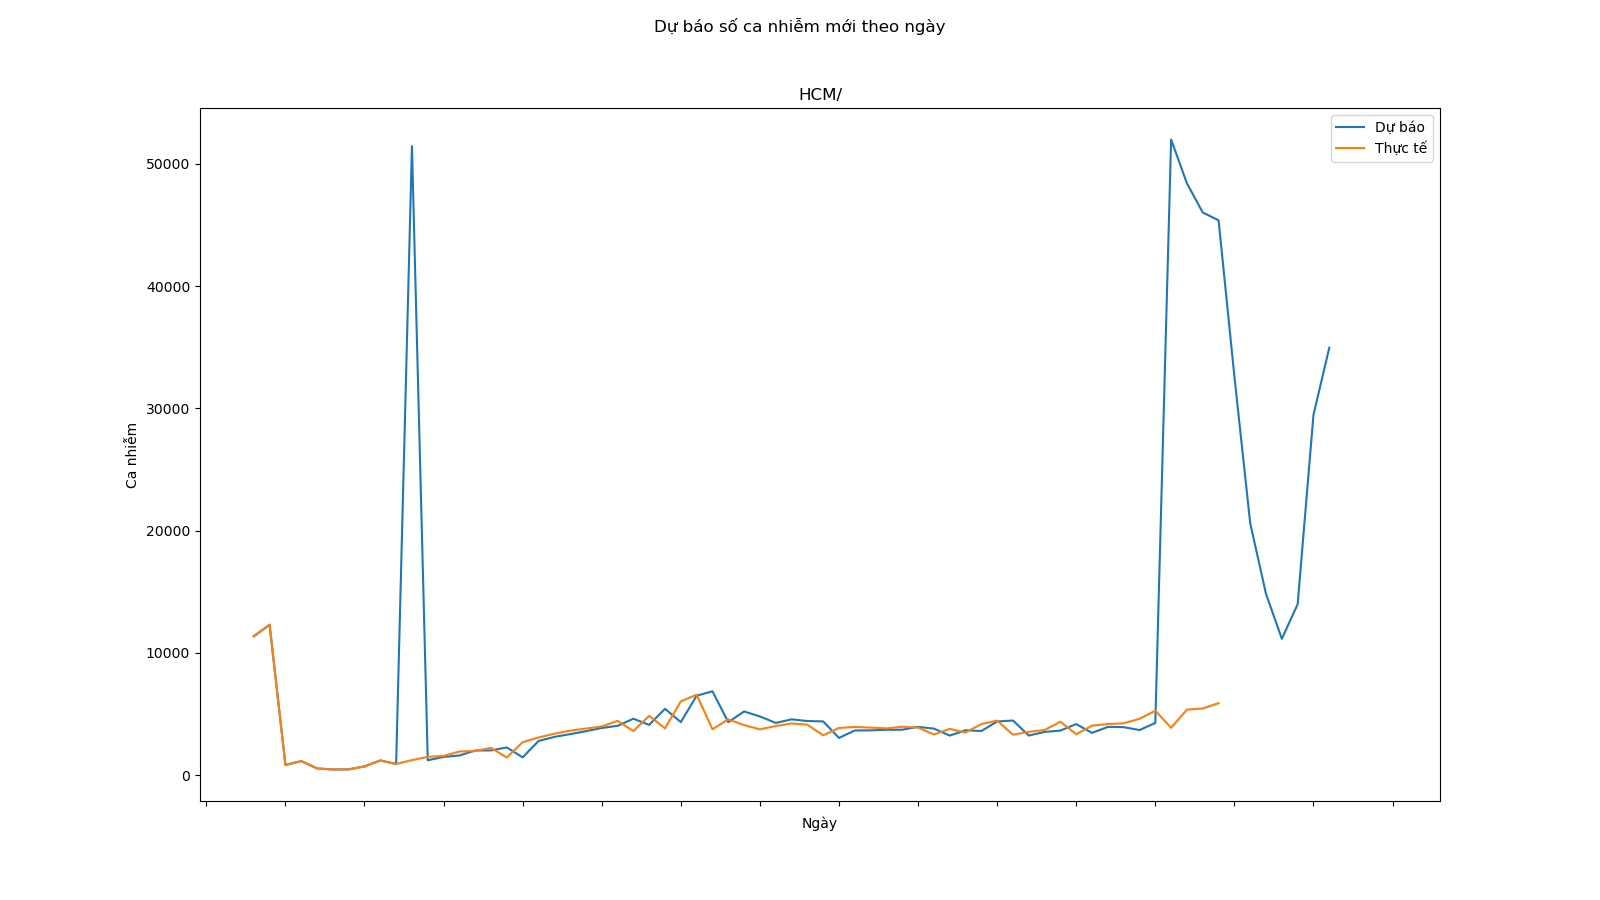 Dự báo số ca nhiễm mới theo ngày
HCM/
Dự báo
Thực tế
50000
40000
30000
20000
10000
0
Ca nhiễm
Ngày